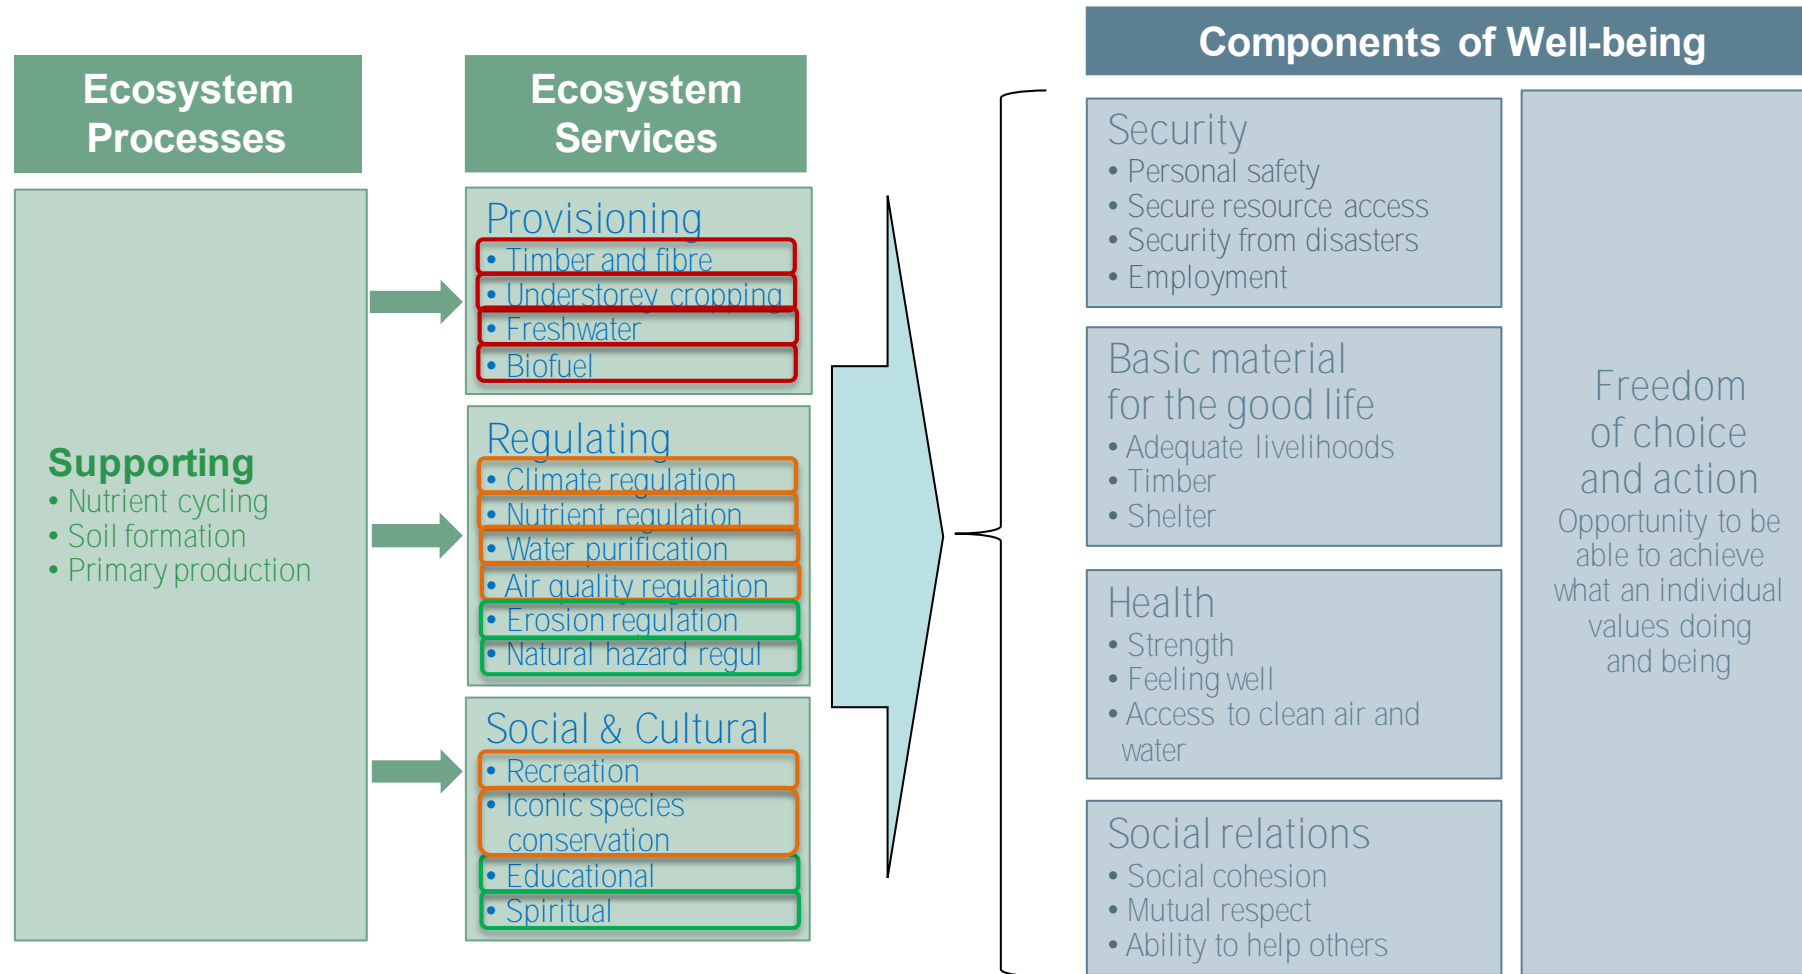 Ecosystem
Processes
Supporting
• Nutrient cycling
• Soil formation
• Primary production
Ecosystem
Services
Provisioning
• Timber and fibre
• Understorey cropping
• Freshwater
• Biofuel
Regulating
• Climate regulation
• Nutrient regulation
• Water purification
• Air quality regulation
• Erosion regulation
• Natural hazard regul
Social & Cultural
• Recreation
• Iconic species
conservation
• Educational
• Spiritual
Components of Well-being
Security
• Personal safety
• Secure resource access
• Security from disasters
• Employment
Basic material
for the good life
• Adequate livelihoods
• Timber
• Shelter
Health
• Strength
• Feeling well
• Access to clean air and
water
Social relations
• Social cohesion
• Mutual respect
• Ability to help others
Freedom
of choice
and action
Opportunity to be
able to achieve
what an individual
values doing
and being